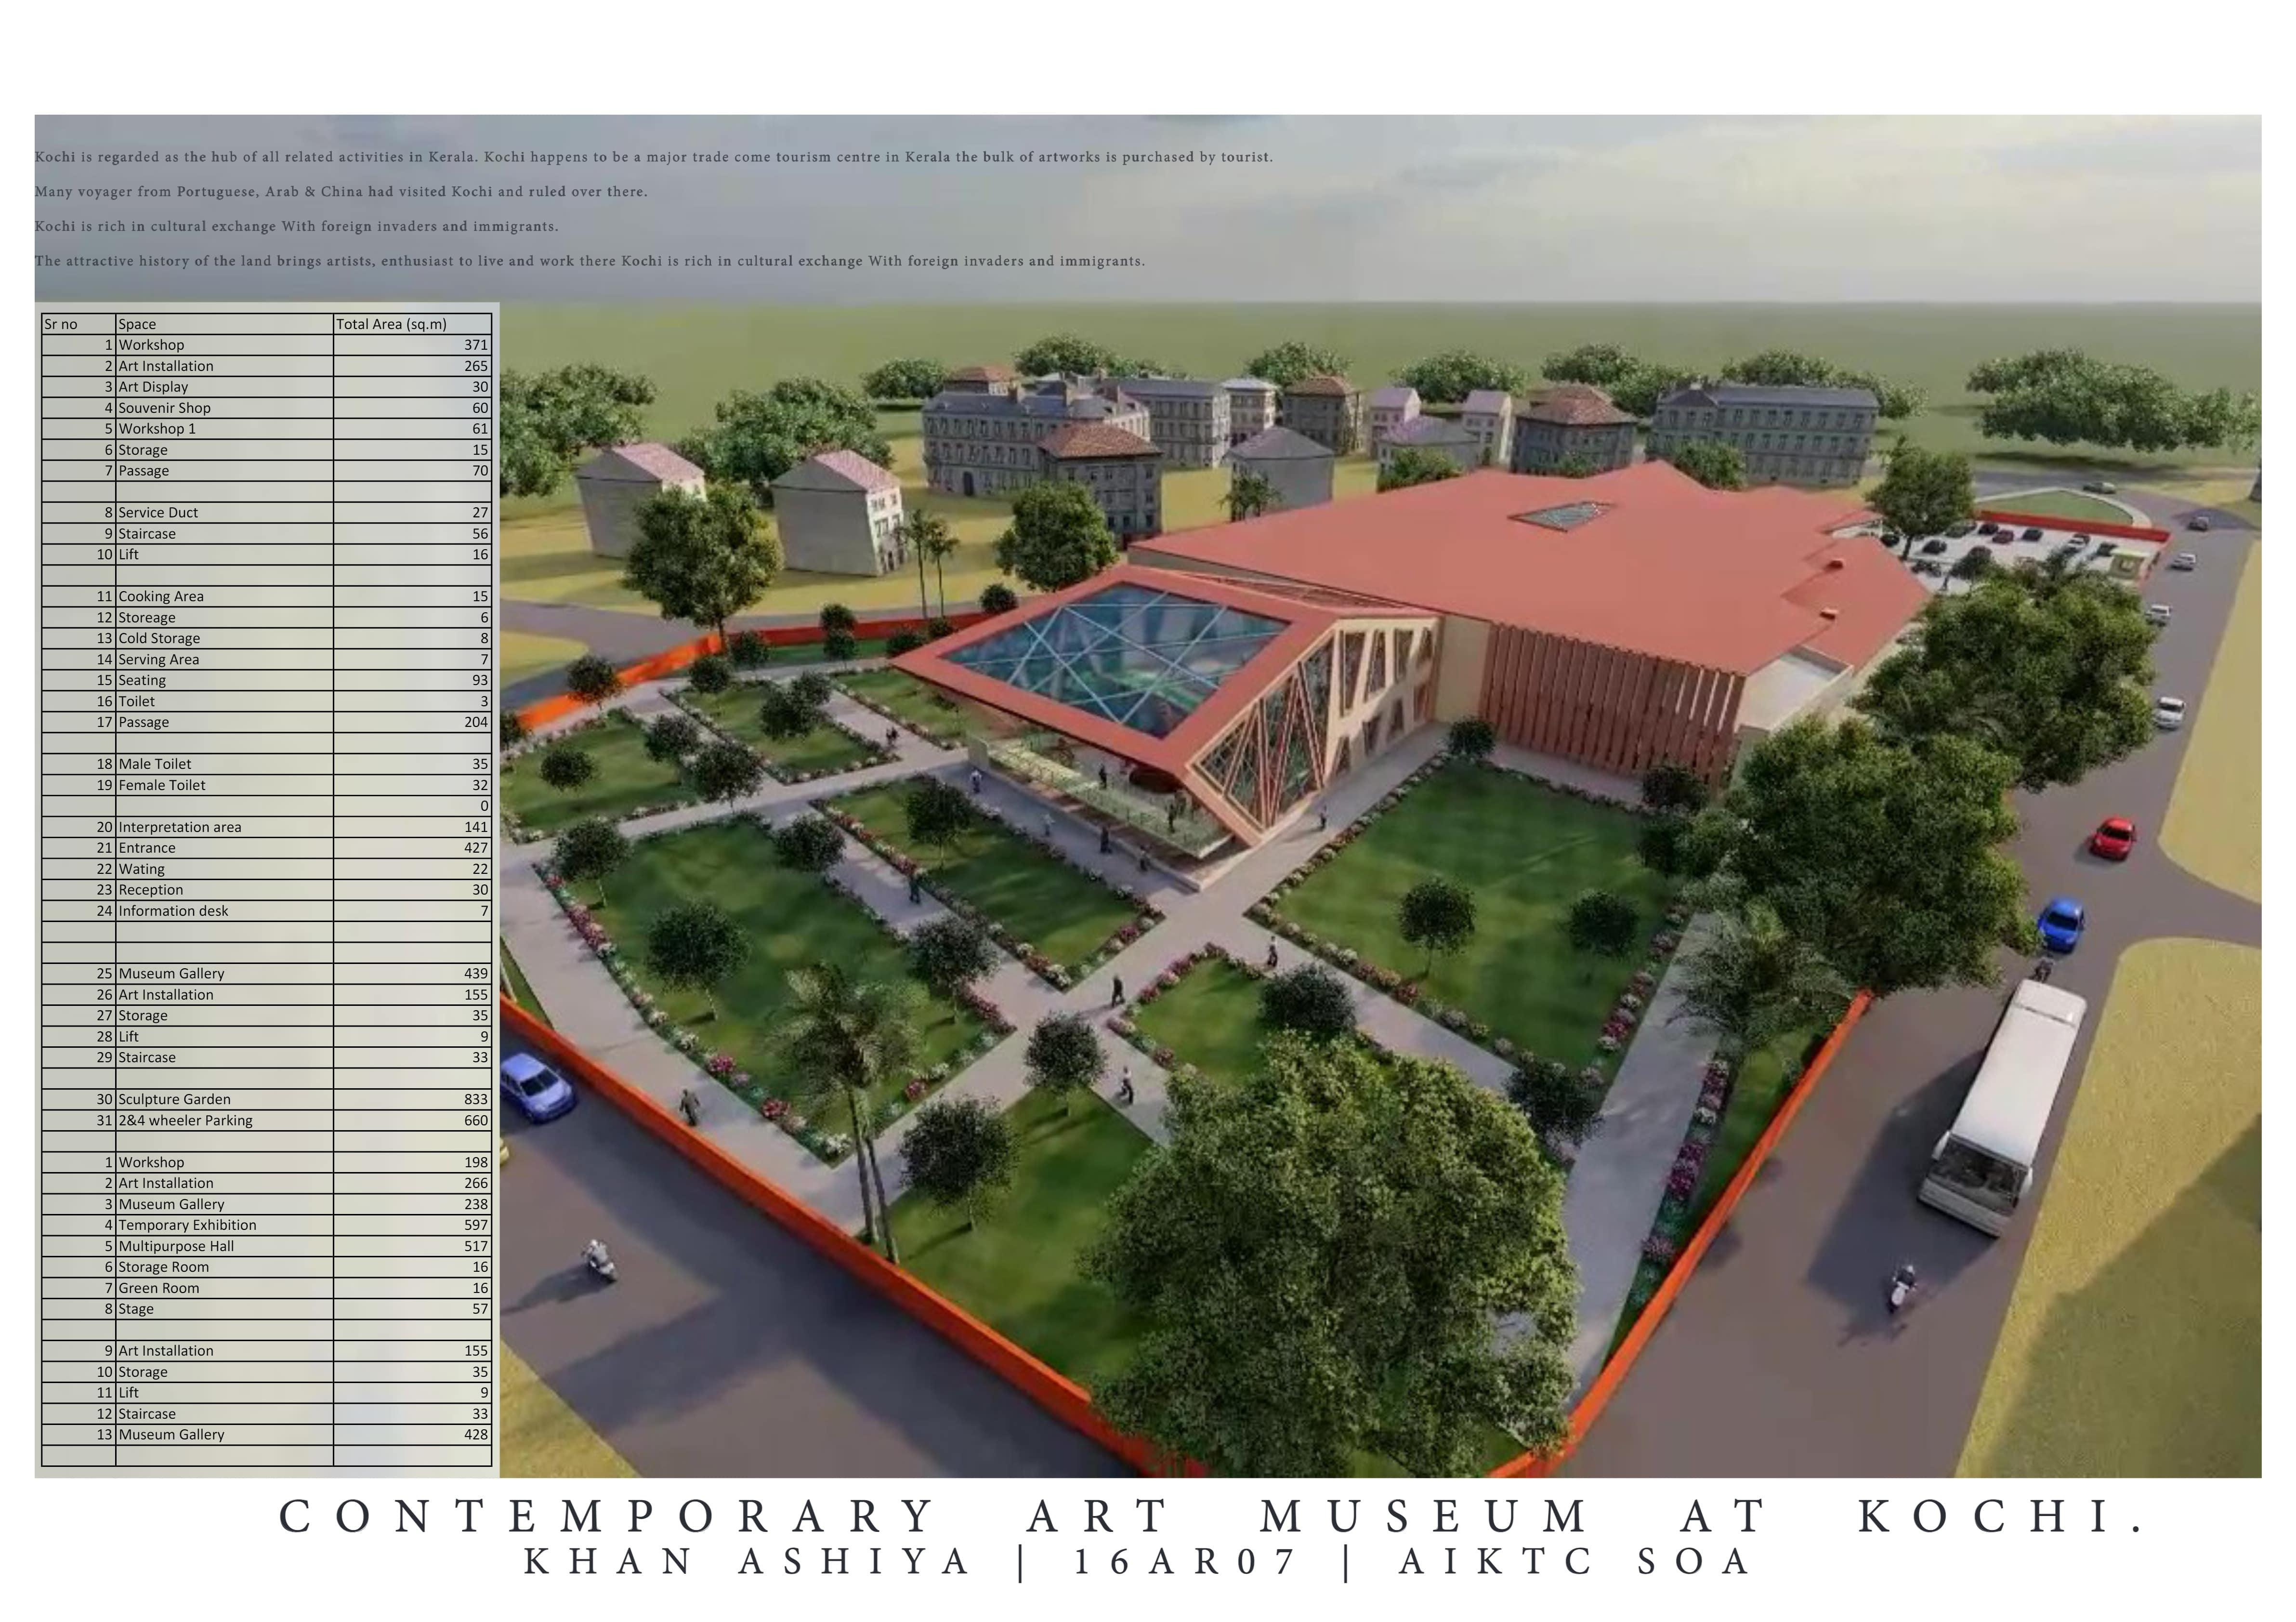 Kochi is regarded as the hub of all related activities in Kerala. Kochi happens to be a major trade come tourism centre in Kerala the bulk of artworks is purchased by tourist.
Many voyager from Portuguese, Arab & China had visited Kochi and ruled over there.
Kochi is rich in cultural exchange With foreign invaders and immigrants.
The attractive history of the land brings artists, enthusiast to live and work there Kochi is rich in cultural exchange With foreign invaders and immigrants.
Sr no Space Total Area (sq.m)
1 Workshop 371
2 Art Installation 265
3 Art Display 30
4 Souvenir Shop 60
5 Workshop 1 61
6 Storage 15
7 Passage 70
8 Service Duct 27
9 Staircase 56
10 Lift 16
11 Cooking Area 15
12 Storeage 6
13 Cold Storage 8
14 Serving Area 7
15 Seating 93
16 Toilet 3
17 Passage 204
18 Male Toilet 35
19 Female Toilet 32
0
20 Interpretation area 141
21 Entrance 427
22 Wating 22
23 Reception 30
24 Information desk 7
25 Museum Gallery 439
26 Art Installation 155
27 Storage 35
28 Lift 9
29 Staircase 33
30 Sculpture Garden 833
31 2&4 wheeler Parking 660
1 Workshop 198
2 Art Installation 266
3 Museum Gallery 238
4 Temporary Exhibition 597
5 Multipurpose Hall 517
6 Storage Room 16
7 Green Room 16
8 Stage 57
9 Art Installation 155
10 Storage 35
11 Lift 9
12 Staircase 33
13 Museum Gallery 428
CONTEMPORARY ART MUSEUM AT KOCHI.
KHAN ASHIYA | 16AR07 | AIKTC SOA